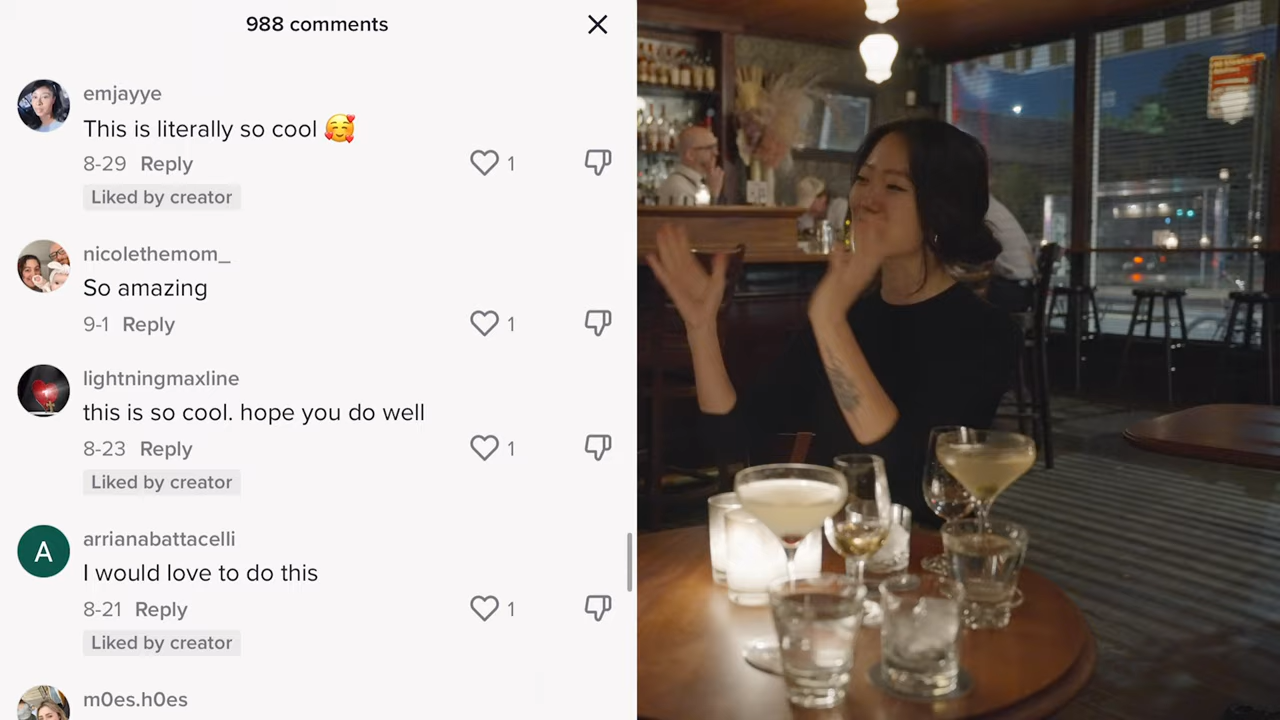 988 comments
emjayye
This is literally so cool 🥰
8-29 Reply
1
Liked by creator
nicolethemom_
So amazing
9-1 Reply
1
lightningmaxline
this is so cool. hope you do well
8-23 Reply
1
Liked by creator
A
arrianabattacelli
I would love to do this
8-21 Reply
1
Liked by creator
m0es.h0es